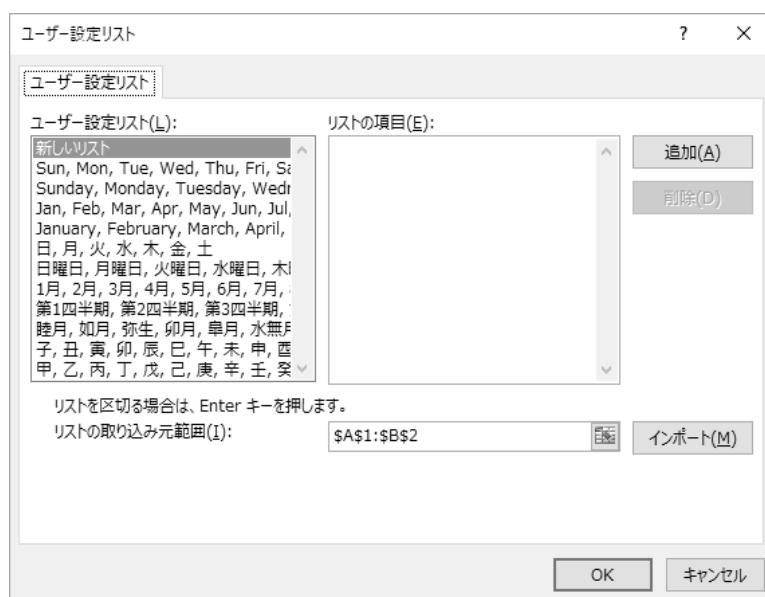 ユーザー設定リスト
? ×
ユーザー設定リスト
ユーザー設定リスト(L):
リストの項目(E):
新しいリスト
Sun, Mon, Tue, Wed, Thu, Fri, Sa
Sunday, Monday, Tuesday, Wedn
Jan, Feb, Mar, Apr, May, Jun, Jul,
January, February, March, April,
日, 月, 火, 水, 木, 金, 土
日曜日, 月曜日, 火曜日, 水曜日, 木
1月, 2月, 3月, 4月, 5月, 6月, 7月,
第1四半期, 第2四半期, 第3四半期,
睦月, 如月, 弥生, 卯月, 皐月, 水無月
子, 丑, 寅, 卯, 辰, 巳, 午, 未, 申, 酉
甲, 乙, 丙, 丁, 戊, 己, 庚, 辛, 壬, 癸
追加(A)
削除(D)
リストを区切る場合は、Enter キーを押します。
リストの取り込み元範囲(I):
$A$1:$B$2
インポート(M)
OK
キャンセル